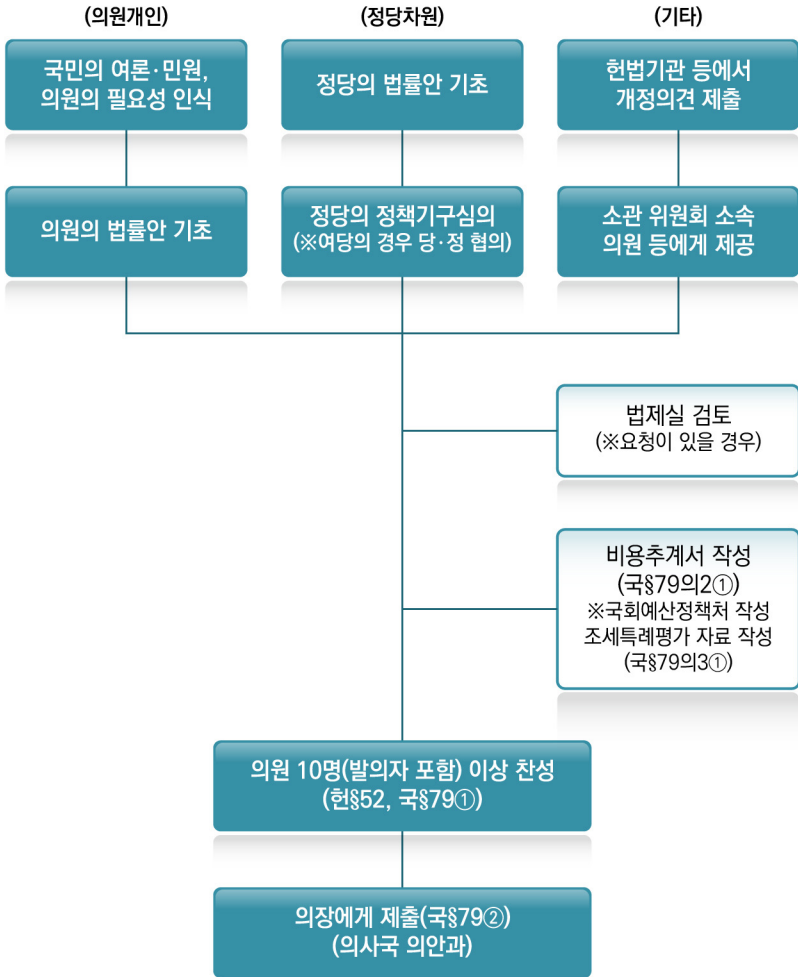 (의원개인)
(정당차원)
(기타)
국민의 여론·민원,
의원의 필요성 인식
정당의 법률안 기초
헌법기관 등에서
개정의견 제출
의원의 법률안 기초
정당의 정책기구심의
(※여당의 경우 당·정 협의)
소관 위원회 소속
의원 등에게 제공
법제실 검토
(※요청이 있을 경우)
비용추계서 작성
(국§79의2①)
※국회예산정책처 작성
조세특례평가 자료 작성
(국§79의3①)
의원 10명(발의자 포함) 이상 찬성
(헌§52, 국§79①)
의장에게 제출(국§79②)
(의사국 의안과)